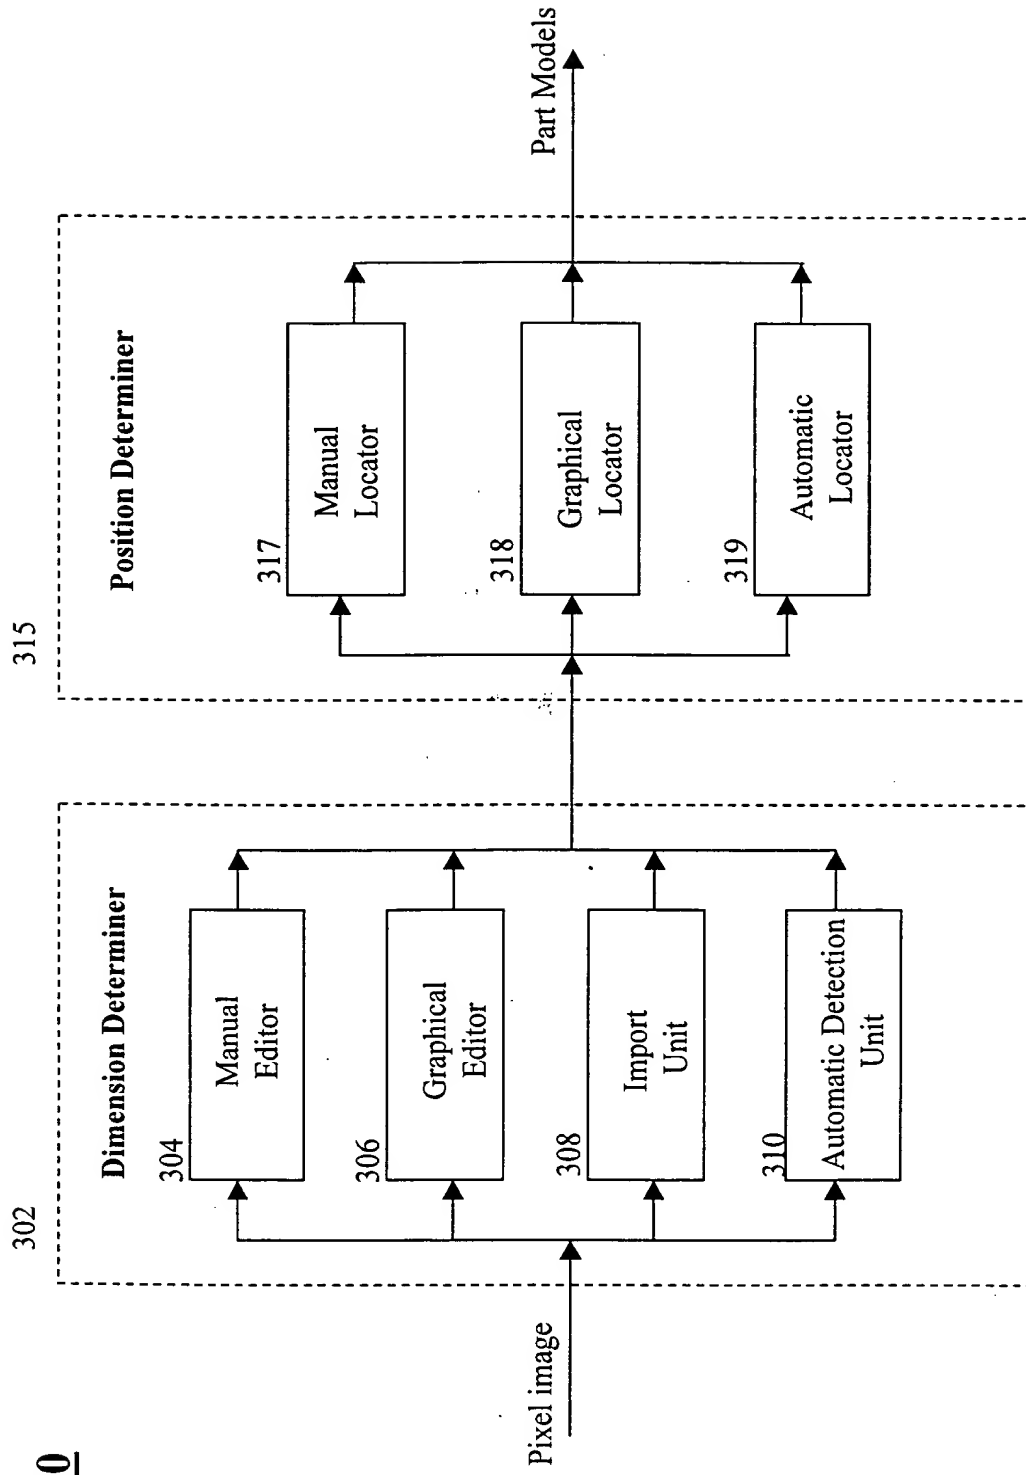 0
302
315
Dimension Determiner
Position Determiner
Pixel image
304
Manual
Editor
306
Graphical
Editor
308
Import
Unit
310
Automatic Detection
Unit
317
Manual
Locator
318
Graphical
Locator
319
Automatic
Locator
Part Models